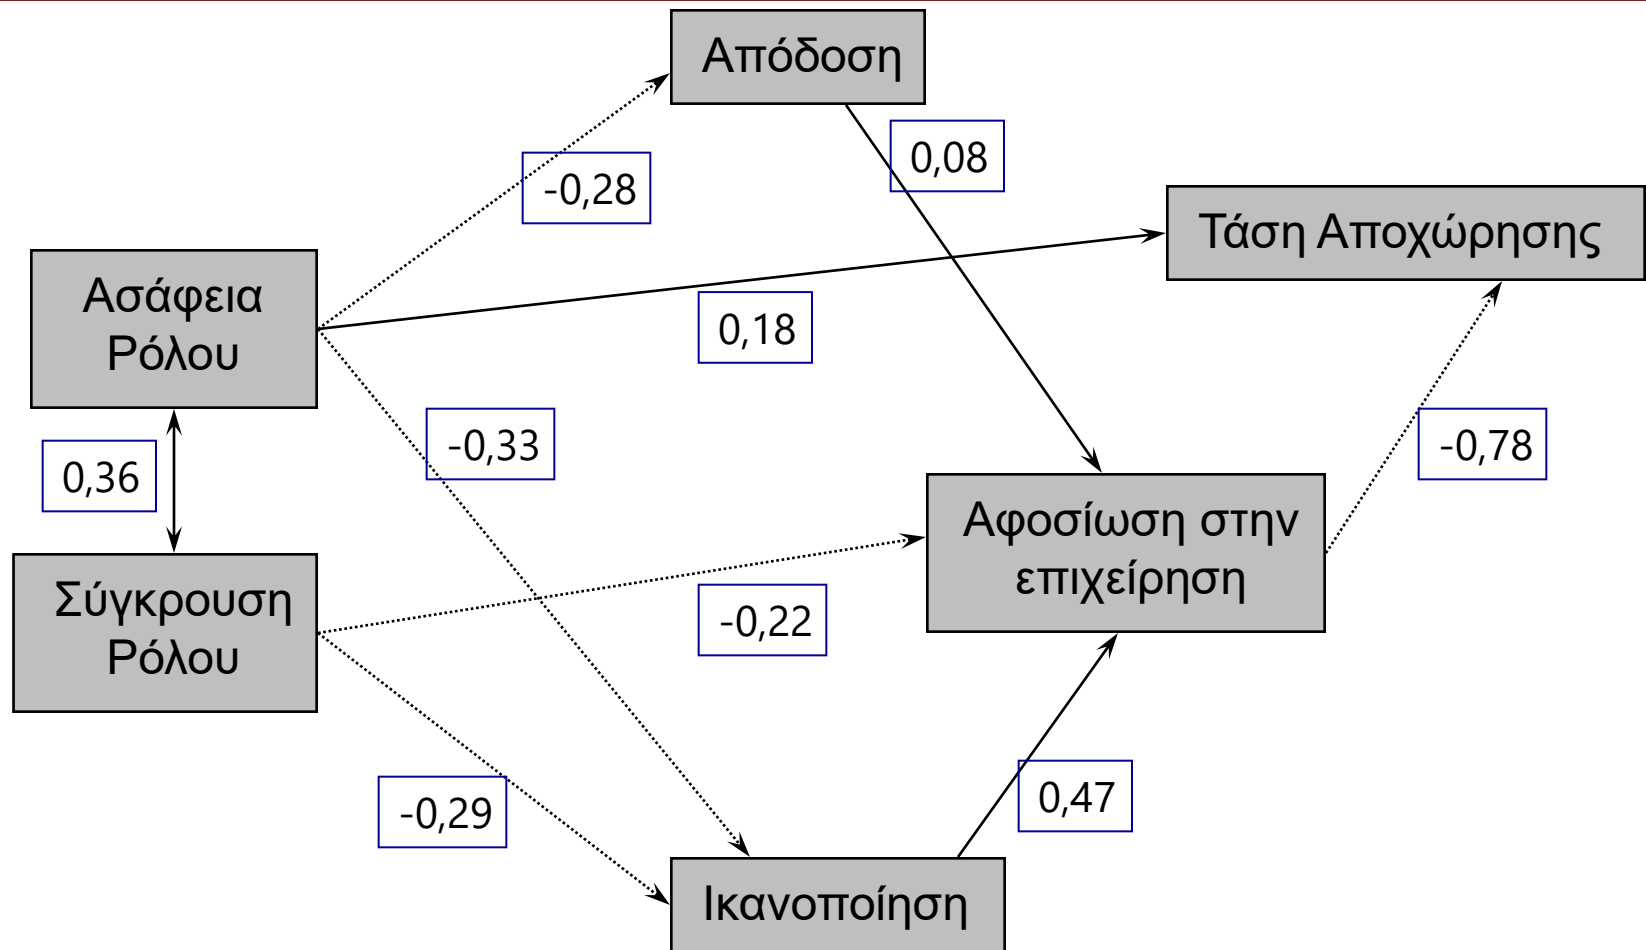 Απόδοση
0,08
-0,28
Τάση Αποχώρησης
Ασάφεια
Ρόλου
0,18
-0,33
-0,78
0,36
Αφοσίωση στην
επιχείρηση
Σύγκρουση
Ρόλου
-0,22
-0,29
0,47
Ικανοποίηση